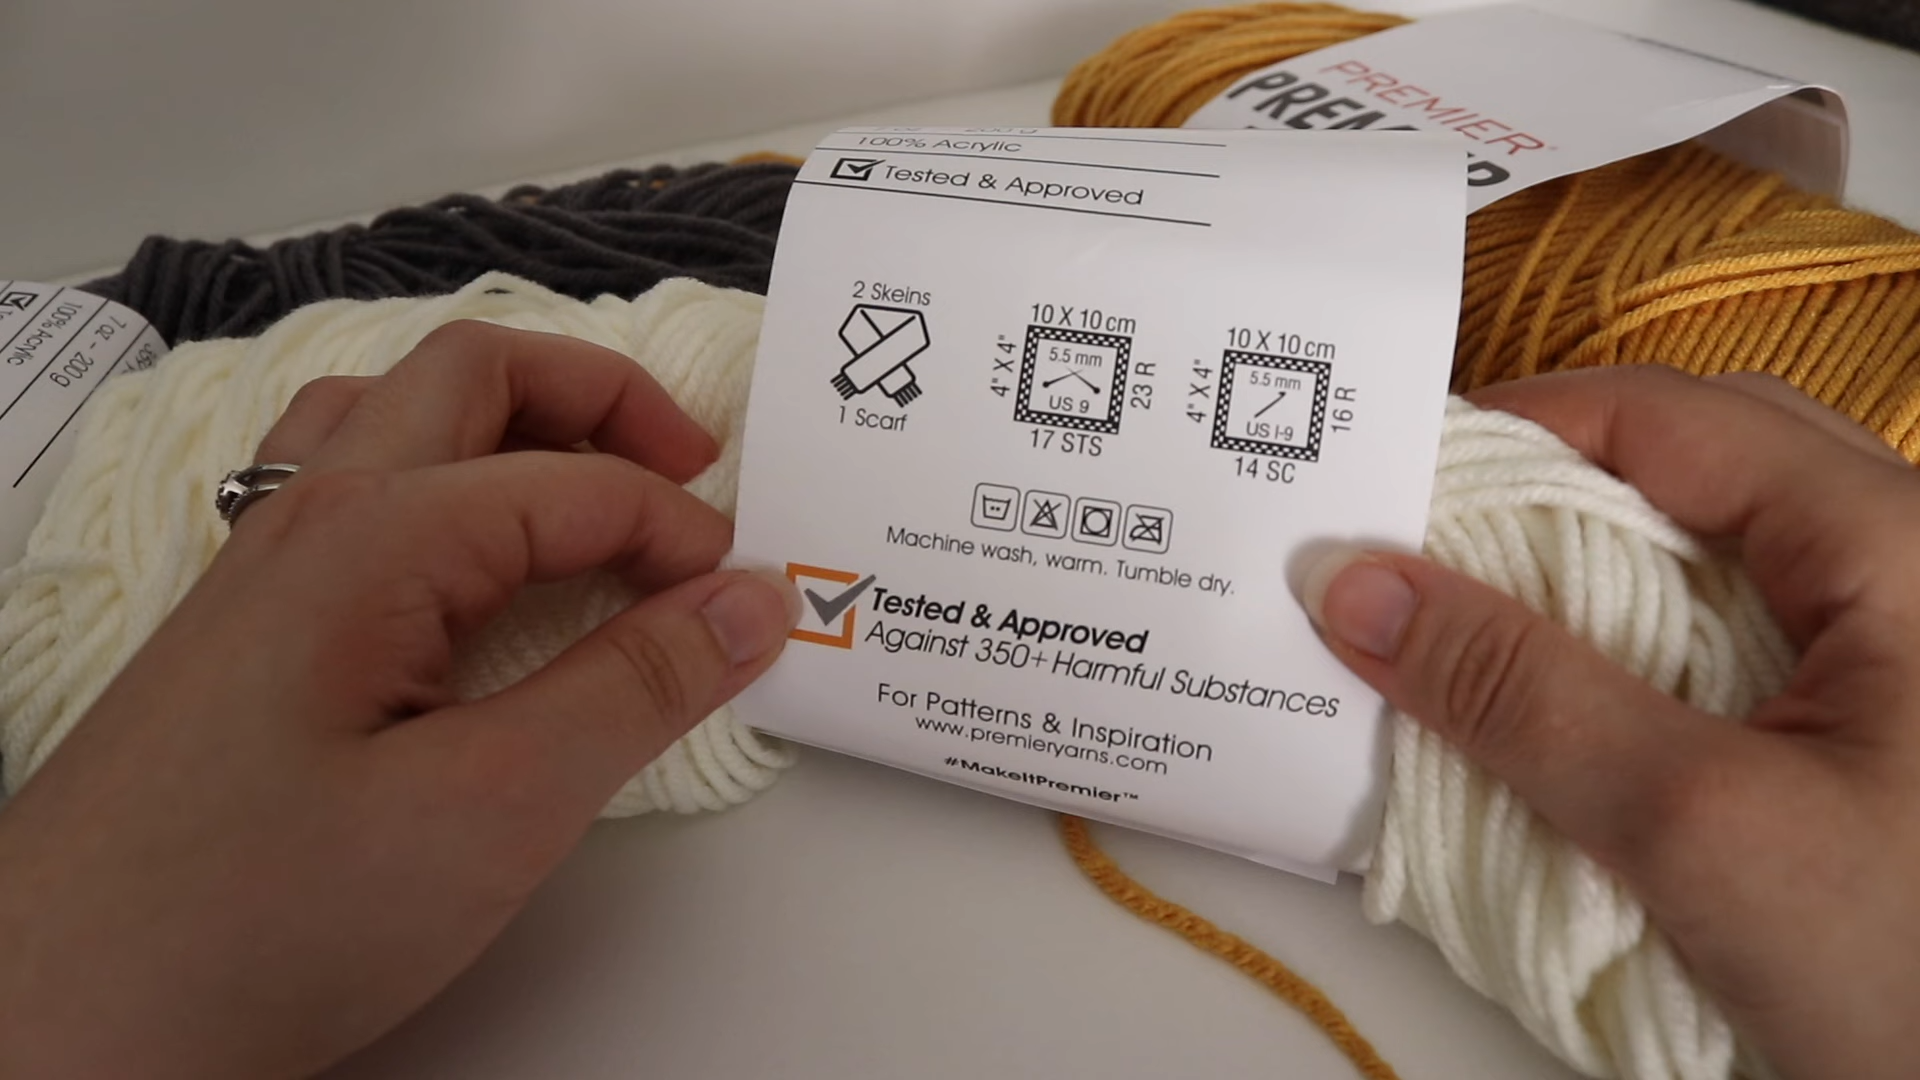 PREMIER®
100% Acrylic
Tested & Approved
2 Skeins
1 Scarf
10 X 10 cm
4" X 4"
5.5 mm
US 9
23 R
17 STS
10 X 10 cm
4" X 4"
5.5 mm
US I-9
16 R
14 SC
Machine wash, warm. Tumble dry.
Tested & Approved
Against 350+ Harmful Substances
For Patterns & Inspiration
www.premieryarns.com
#MakeItPremier™
7 oz - 200g
100% Acrylic